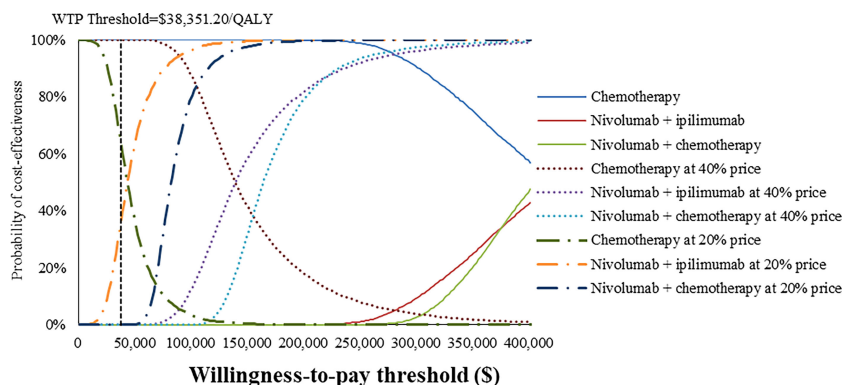 WTP Threshold=$38,351.20/QALY
100%
80%
60%
40%
20%
0%
Probability of cost-effectiveness
0 50,000 100,000 150,000 200,000 250,000 300,000 350,000 400,000
Willingness-to-pay threshold ($)
Chemotherapy
Nivolumab + ipilimumab
Nivolumab + chemotherapy
Chemotherapy at 40% price
Nivolumab + ipilimumab at 40% price
Nivolumab + chemotherapy at 40% price
Chemotherapy at 20% price
Nivolumab + ipilimumab at 20% price
Nivolumab + chemotherapy at 20% price